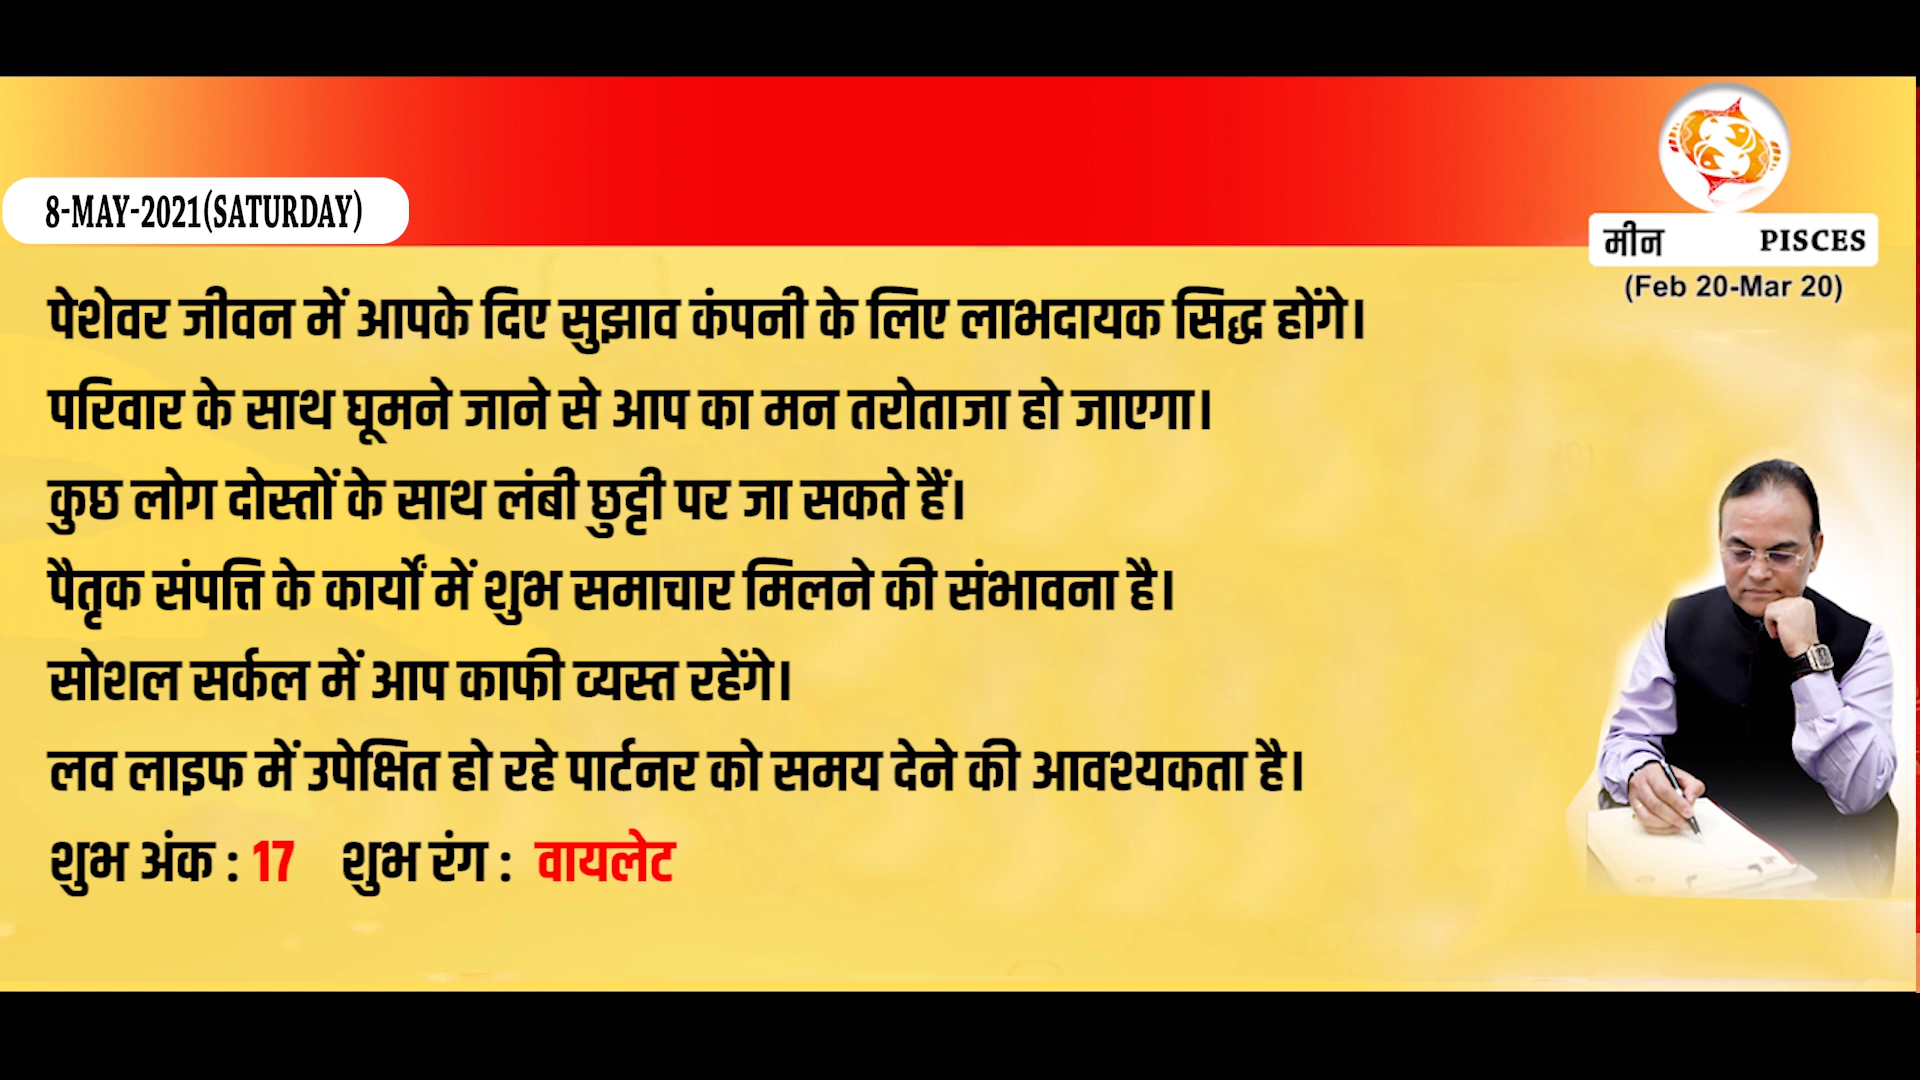 8-MAY-2021(SATURDAY)
मीन PISCES
(Feb 20-Mar 20)
पेशेवर जीवन में आपके दिए सुझाव कंपनी के लिए लाभदायक सिद्ध होंगे।
परिवार के साथ घूमने जाने से आप का मन तरोताजा हो जाएगा।
कुछ लोग दोस्तों के साथ लंबी छुट्टी पर जा सकते हैं।
पैतृक संपत्ति के कार्यों में शुभ समाचार मिलने की संभावना है।
सोशल सर्कल में आप काफी व्यस्त रहेंगे।
लव लाइफ में उपेक्षित हो रहे पार्टनर को समय देने की आवश्यकता है।
शुभ अंक : 17 शुभ रंग : वायलेट